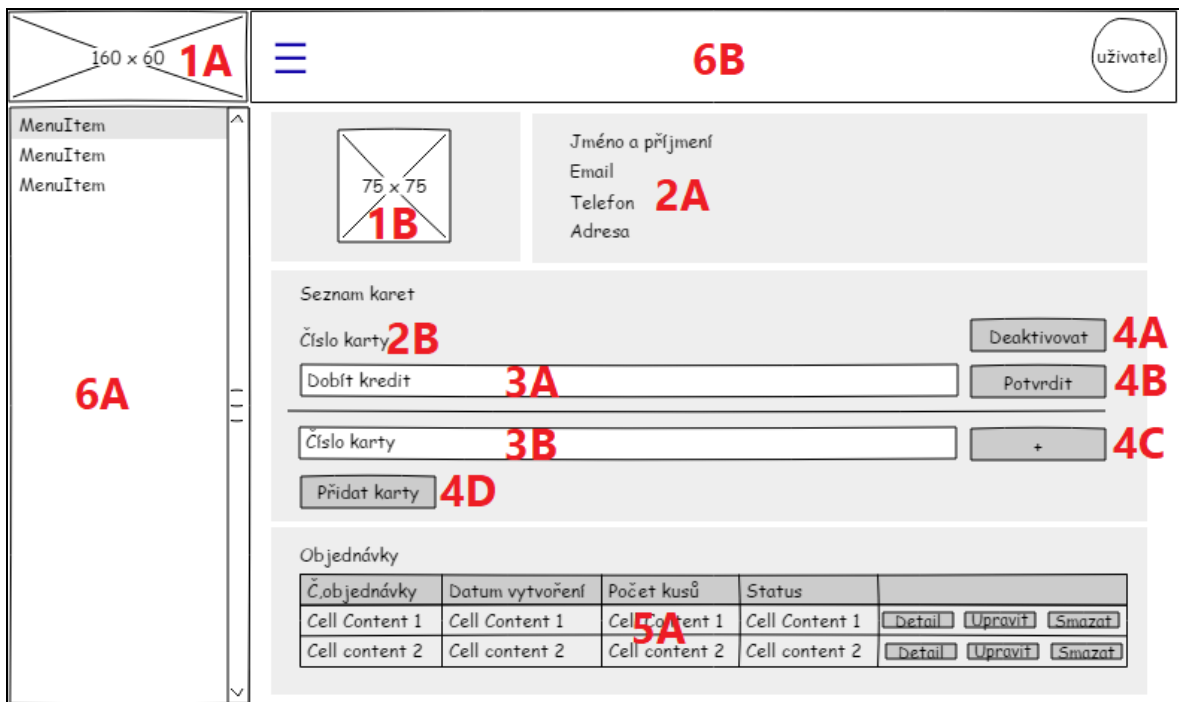 160 x 60 1A
6B
uživatel
MenuItem
MenuItem
MenuItem
6A
75 x 75
1B
Jméno a příjmení
Email
Telefon 2A
Adresa
Seznam karet
Číslo karty 2B Deaktivovat 4A
Dobít kredit 3A Potvrdit 4B
Číslo karty 3B + 4C
Přidat karty 4D
Objednávky
Č.objednávky Datum vytvoření Počet kusů Status
Cell Content 1 Cell Content 1 Cell Content 1 Cell Content 1 Detail Upravit Smazat
5A
Cell content 2 Cell content 2 Cell content 2 Cell content 2 Detail Upravit Smazat